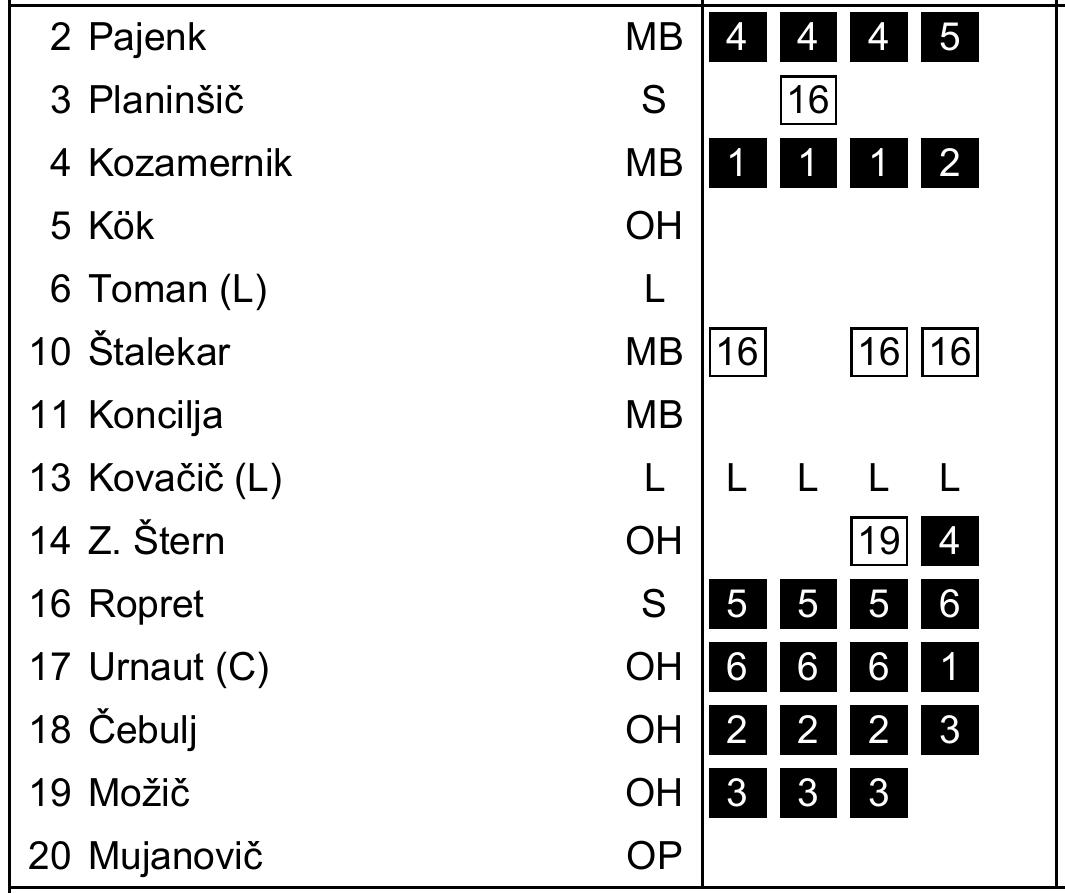 2 Pajenk MB 4 4 4 5
3 Planinšič S 16
4 Kozamernik MB 1 1 1 2
5 Kök OH
6 Toman (L) L
10 Štalekar MB 16 16 16
11 Koncilja MB
13 Kovačič (L) L L L L L
14 Z. Štern OH 19 4
16 Ropret S 5 5 5 6
17 Urnaut (C) OH 6 6 6 1
18 Čebulj OH 2 2 2 3
19 Možič OH 3 3 3
20 Mujanovič OP